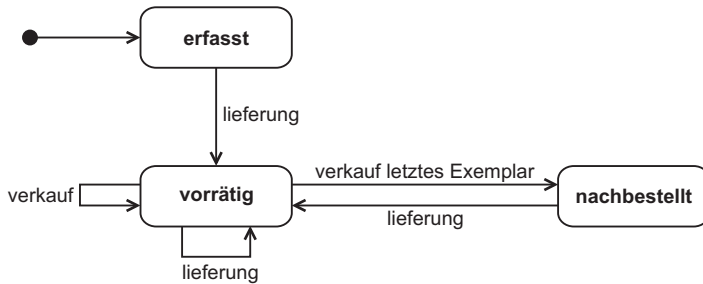 erfasst
lieferung
verkauf
vorrätig
verkauf letztes Exemplar
nachbestellt
lieferung
lieferung